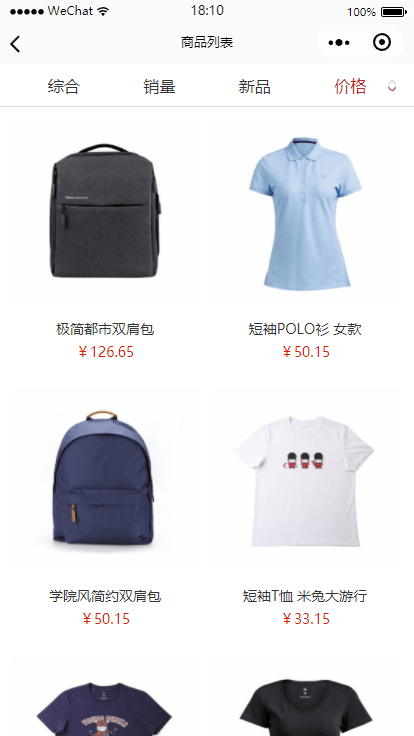 WeChat 18:10 100%
商品列表
综合 销量 新品 价格
极简都市双肩包 短袖POLO衫 女款
¥126.65 ¥50.15
学院风简约双肩包 短袖T恤 米兔大游行
¥50.15 ¥33.15